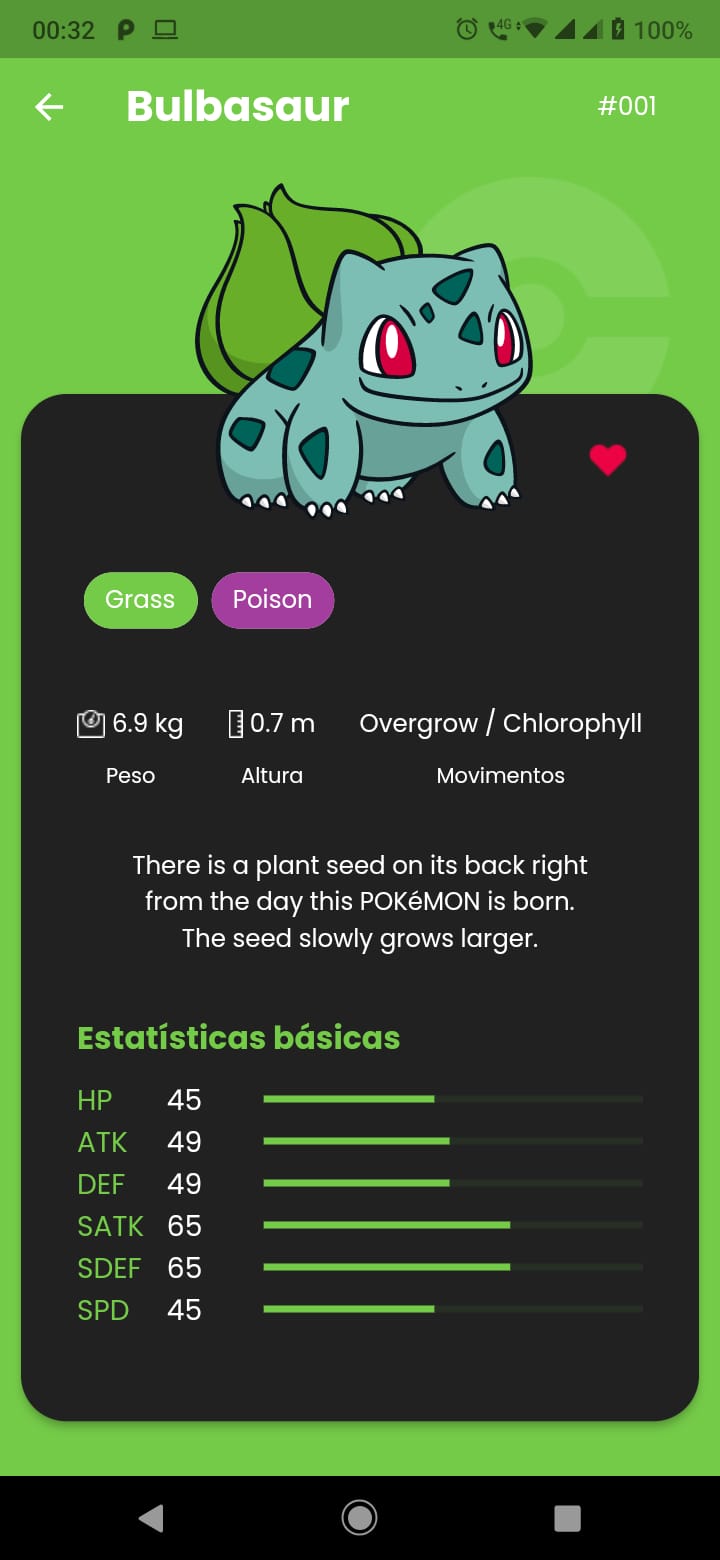 00:32 4G 100%
Bulbasaur #001
Grass Poison
6.9 kg 0.7 m Overgrow / Chlorophyll
Peso Altura Movimentos
There is a plant seed on its back right
from the day this POKéMON is born.
The seed slowly grows larger.
Estatísticas básicas
HP 45
ATK 49
DEF 49
SATK 65
SDEF 65
SPD 45